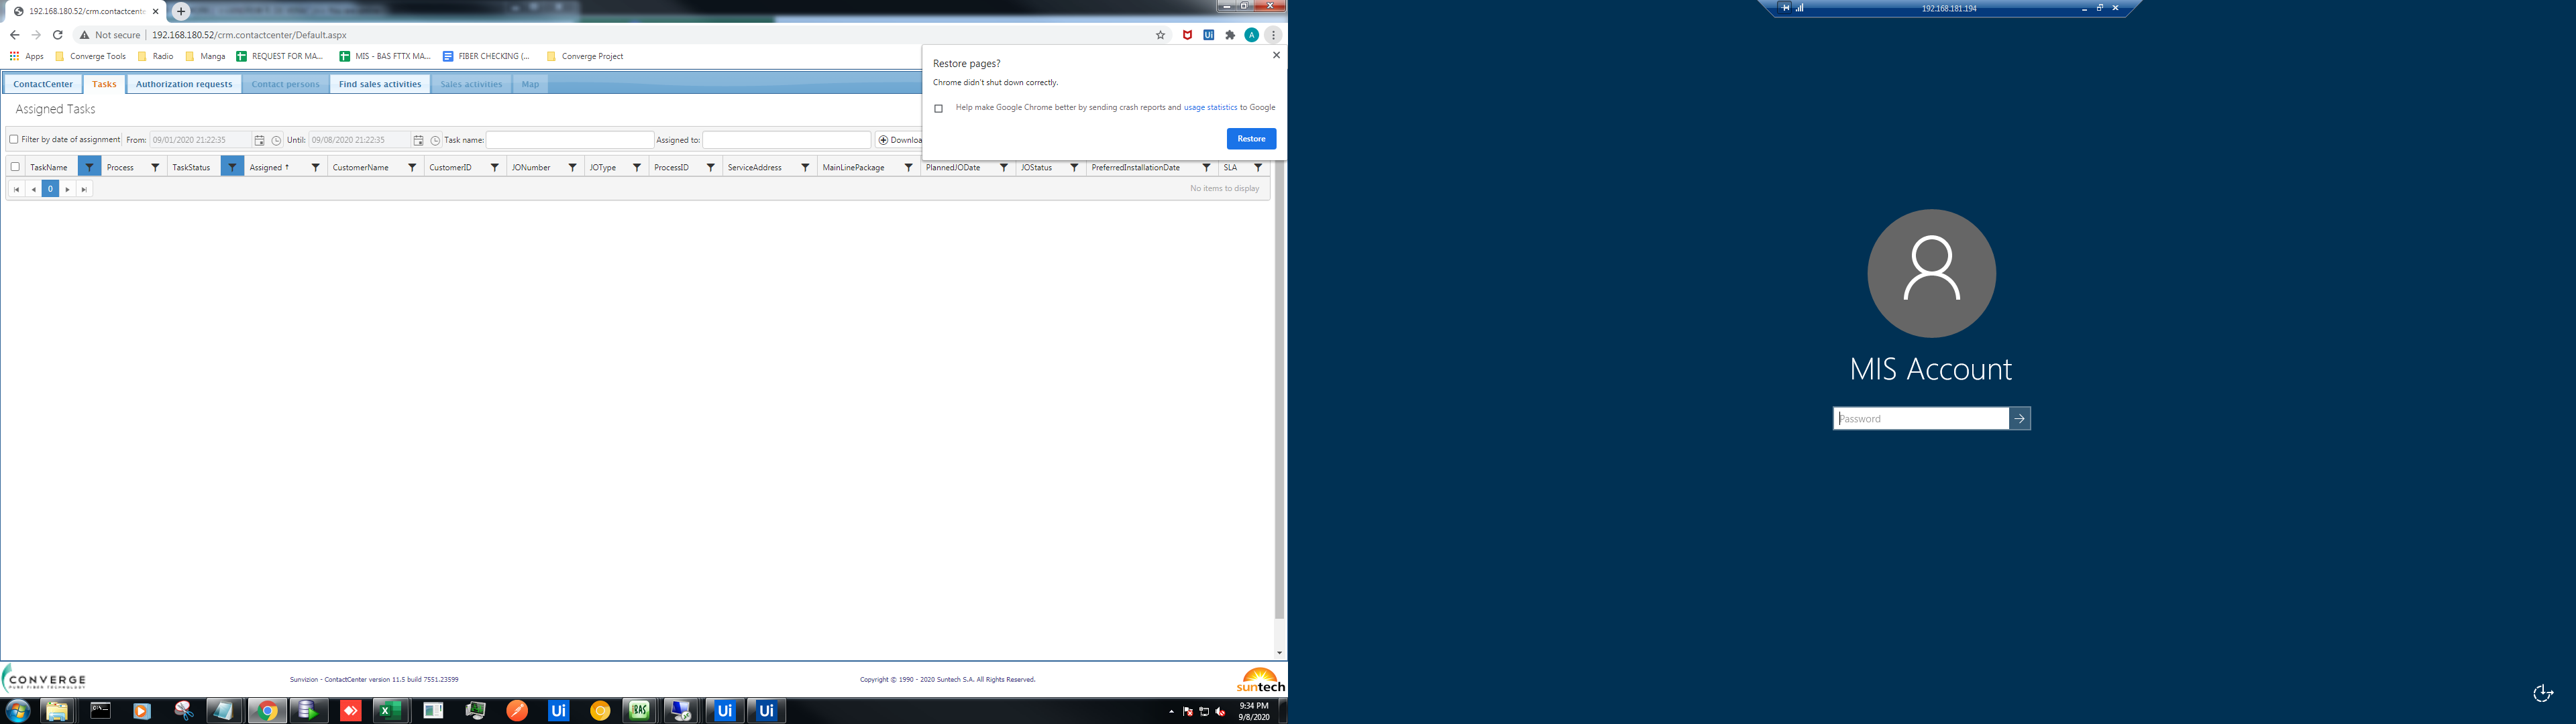 192.168.180.52/crm.contactcente
Not secure 192.168.180.52/crm.contactcenter/Default.aspx
A
Apps Converge Tools Radio Manga REQUEST FOR MA... MIS - BAS FTTX MA... FIBER CHECKING (... Converge Project
Restore pages?
Chrome didn't shut down correctly.
Help make Google Chrome better by sending crash reports and usage statistics to Google
Restore
ContactCenter Tasks Authorization requests Contact persons Find sales activities Sales activities Map
Assigned Tasks
Filter by date of assignment From: 09/01/2020 21:22:35 Until: 09/08/2020 21:22:35 Task name: Assigned to: Downloa
TaskName Process TaskStatus Assigned ↑ CustomerName CustomerID JONumber JOType ProcessID ServiceAddress MainLinePackage PlannedJODate JOStatus PreferredInstallationDate SLA
0 No items to display
CONVERGE
PURE FIBER TECHNOLOGY
Sunvizion - ContactCenter version 11.5 build 7551.23599
Copyright © 1990 - 2020 Suntech S.A. All Rights Reserved.
suntech
Ui BAS Ui Ui
9:34 PM
9/8/2020
192.168.181.194
MIS Account
Password